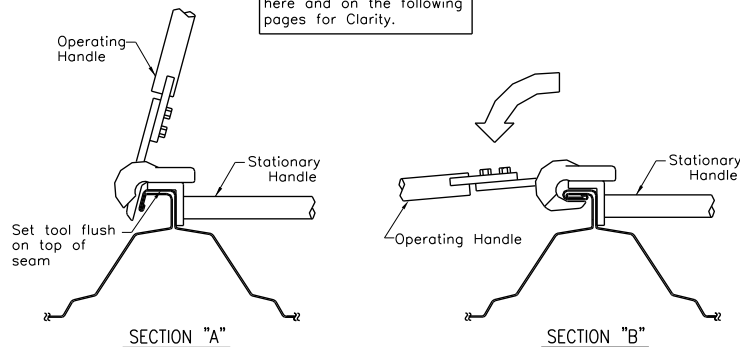 here and on the following
pages for Clarity.
Operating
Handle
Stationary
Handle
Set tool flush
on top of
seam
SECTION "A"
Stationary
Handle
Operating Handle
SECTION "B"